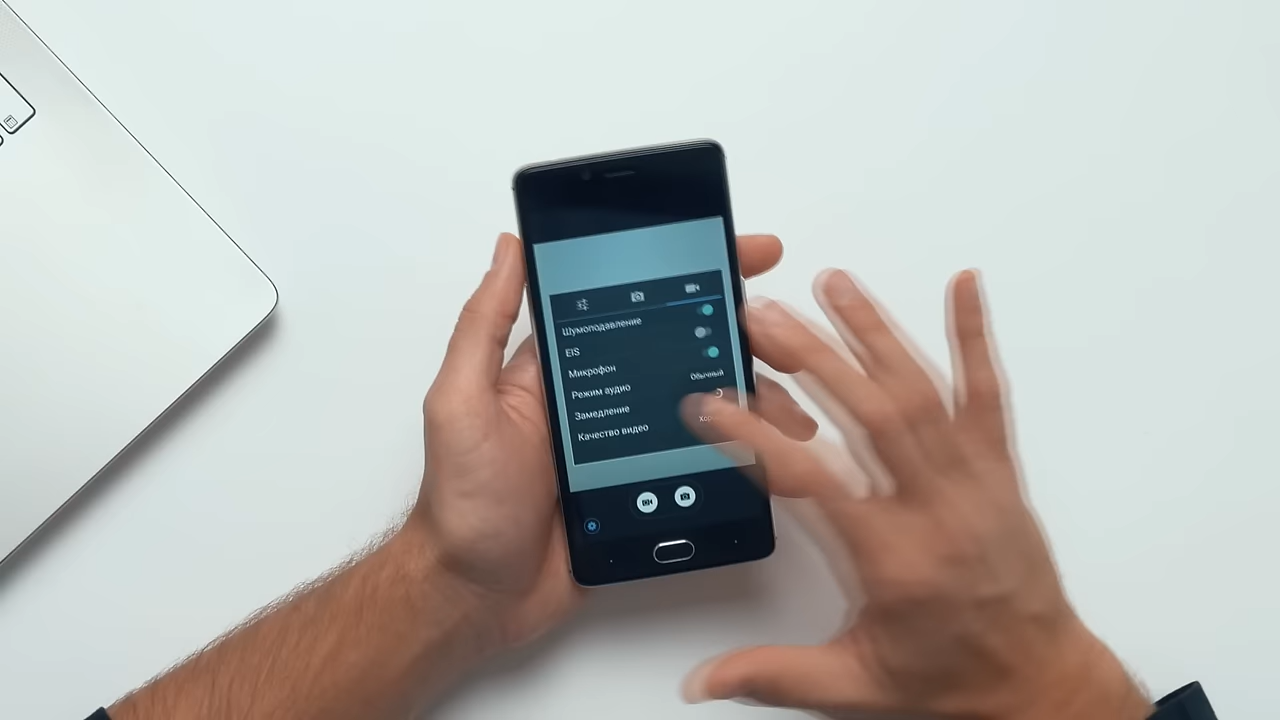 Шумоподавление
EIS
Микрофон
Режим аудио
Обычный
Замедление
Качество видео